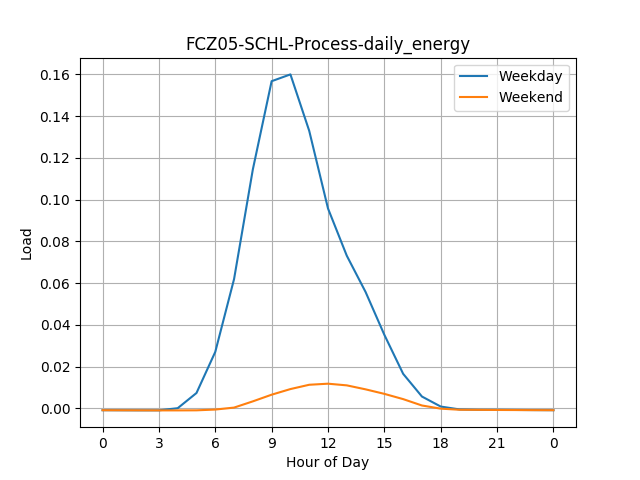 FCZ05-SCHL-Process-daily_energy
Weekday
Weekend
0.16
0.14
0.12
0.10
0.08
0.06
0.04
0.02
0.00
Load
0 3 6 9 12 15 18 21 0
Hour of Day